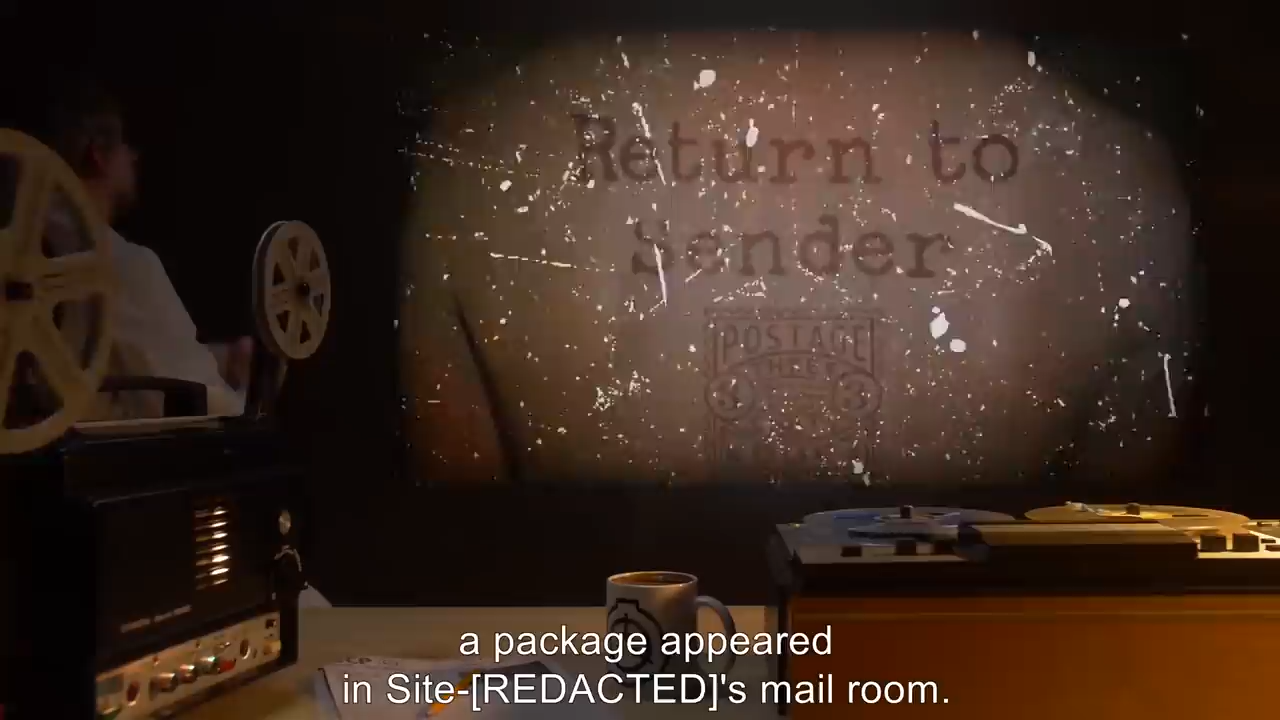 Return to
Sender
POSTAGE
a package appeared
in Site-[REDACTED]'s mail room.